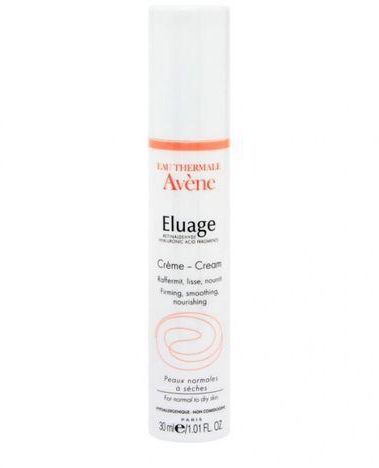 EAU THERMALE
Avène
Eluage
RETINALDEHYDE
HYALURONIC ACID FRAGMENTS
Crème - Cream
Raffermit, lisse, nourrit
Firming, smoothing,
nourishing
Peaux normales
à sèches
For normal to dry skin
HYPOALLERGENIQUE - NON COMEDOGENE
PARIS
30 ml e/1.01 FL. OZ.